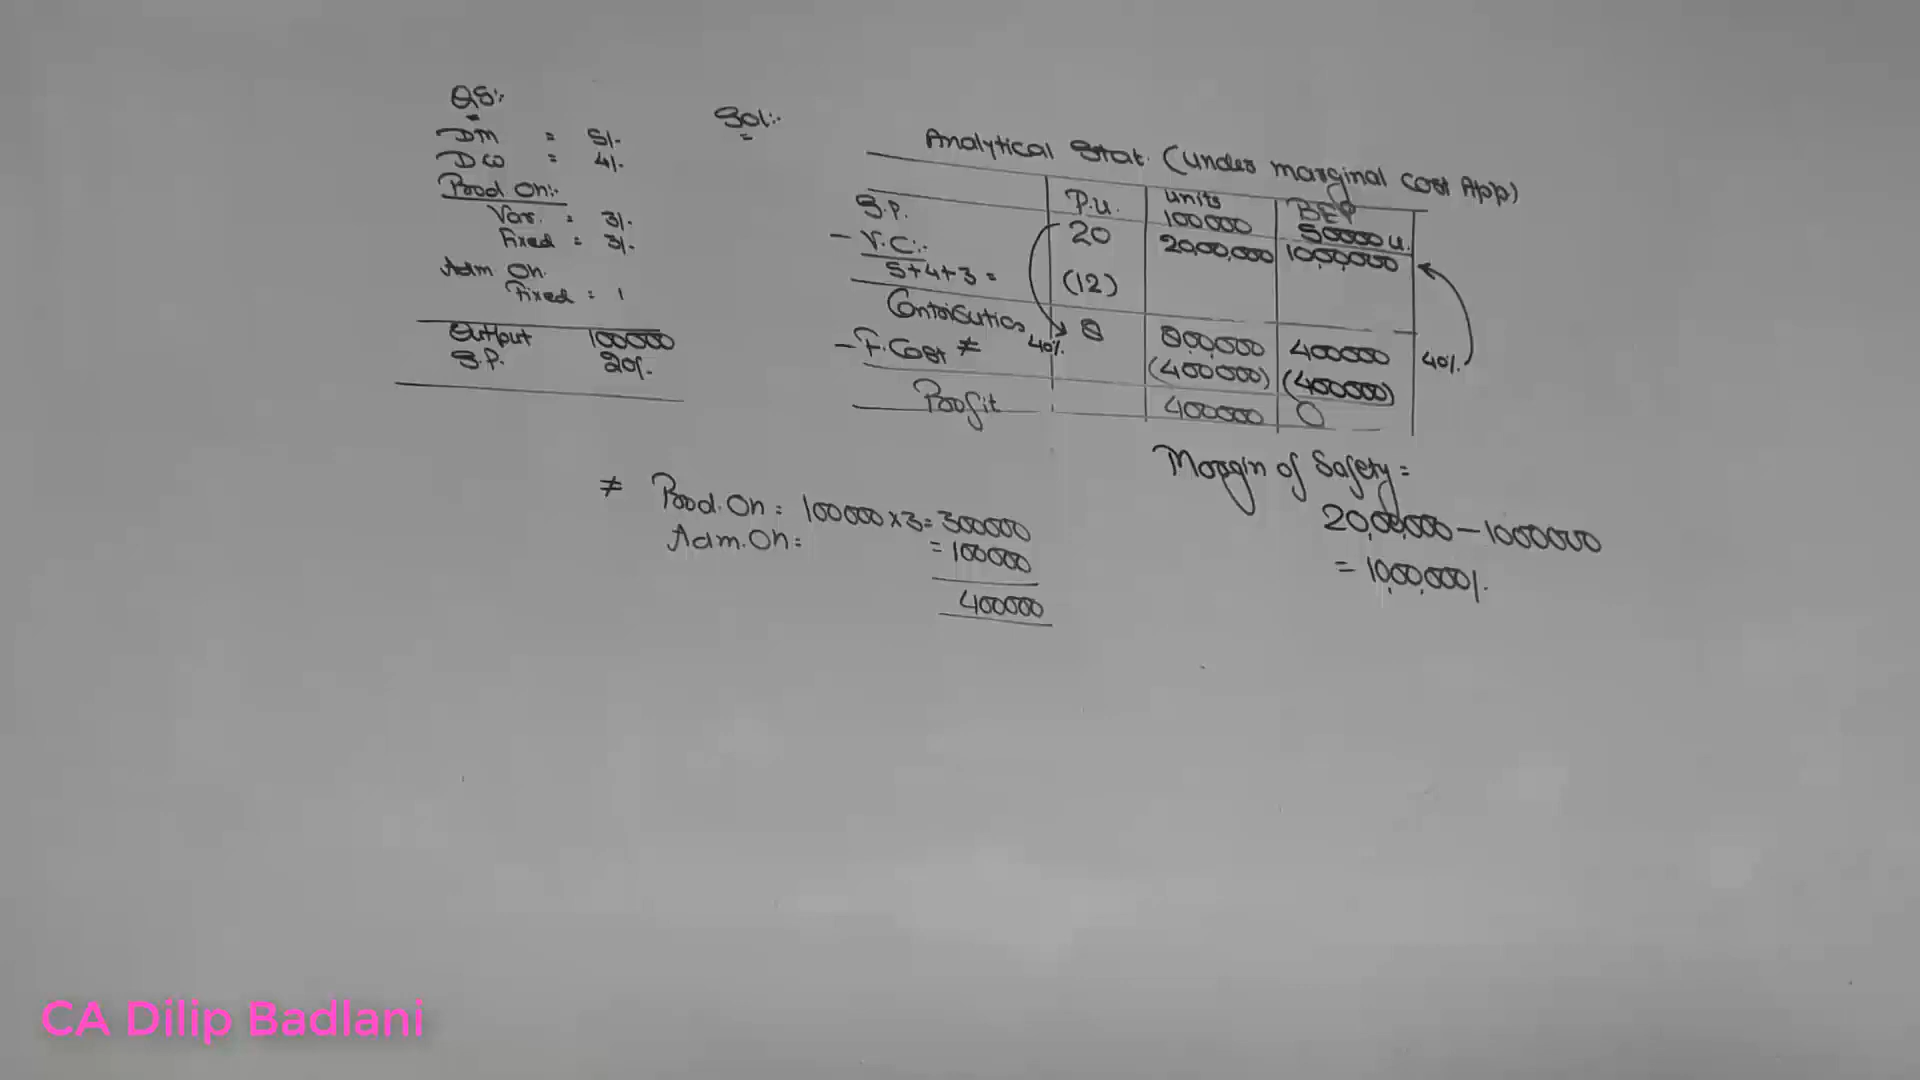 Q8:-
DM = 5/-
DW = 4/-
Prod. Oh:-
Var. = 3/-
Fixed = 3/-
Adm. Oh.
Fixed = 1
Output 100000
S.P. 20/-
Sol:-
Analytical Stat. (under marginal cost App)
P.U. units BEP
100000 50000 u.
S.P. 20 20,00,000 10,00,000
- V.C:-
5+4+3 = (12)
Contribution 40% 8 8,00,000 400000 40%
- F. Cost ≠ (400000) (400000)
Profit 400000 0
≠ Prod. Oh = 100000 x 3 = 300000
Adm. Oh = = 100000
400000
Margin of Safety =
20,00,000 - 1000000
= 10,00,000/-
CA Dilip Badlani